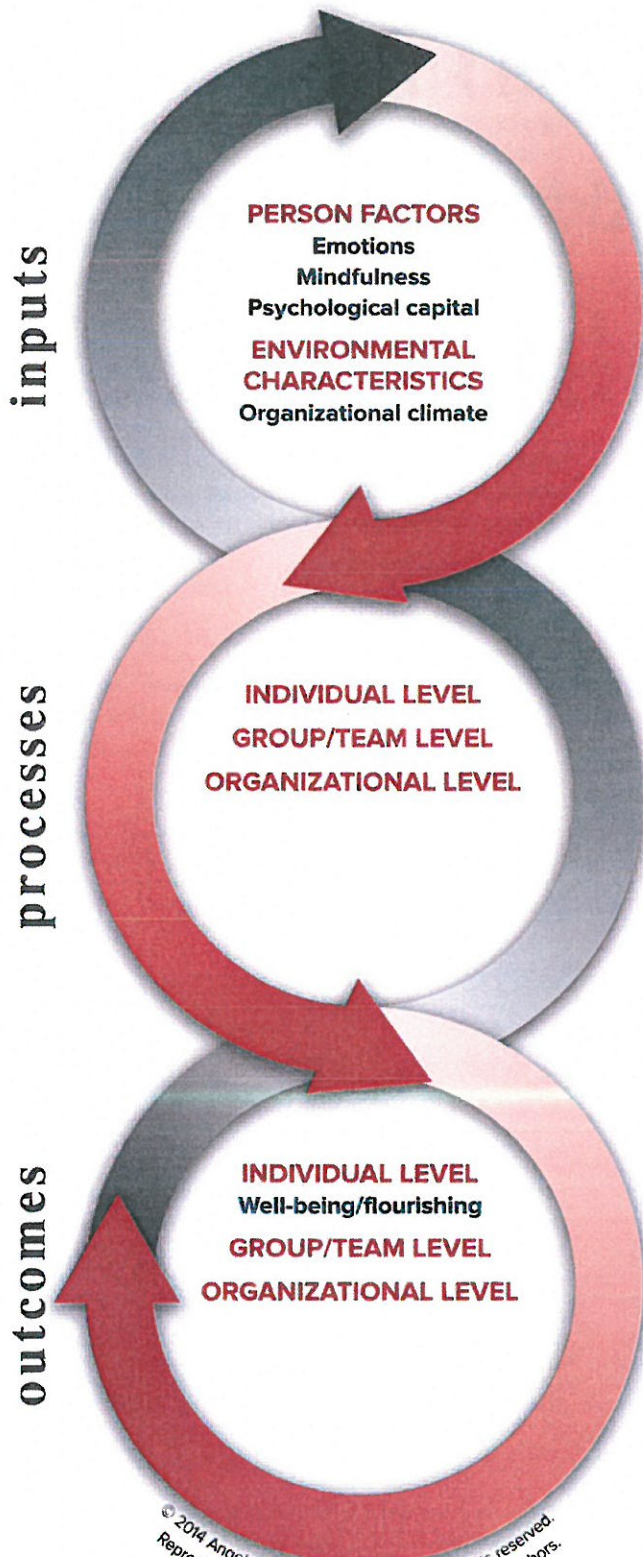 inputs
PERSON FACTORS
Emotions
Mindfulness
Psychological capital
ENVIRONMENTAL
CHARACTERISTICS
Organizational climate
processes
INDIVIDUAL LEVEL
GROUP/TEAM LEVEL
ORGANIZATIONAL LEVEL
outcomes
INDIVIDUAL LEVEL
Well-being/flourishing
GROUP/TEAM LEVEL
ORGANIZATIONAL LEVEL
© 2014 reserved.